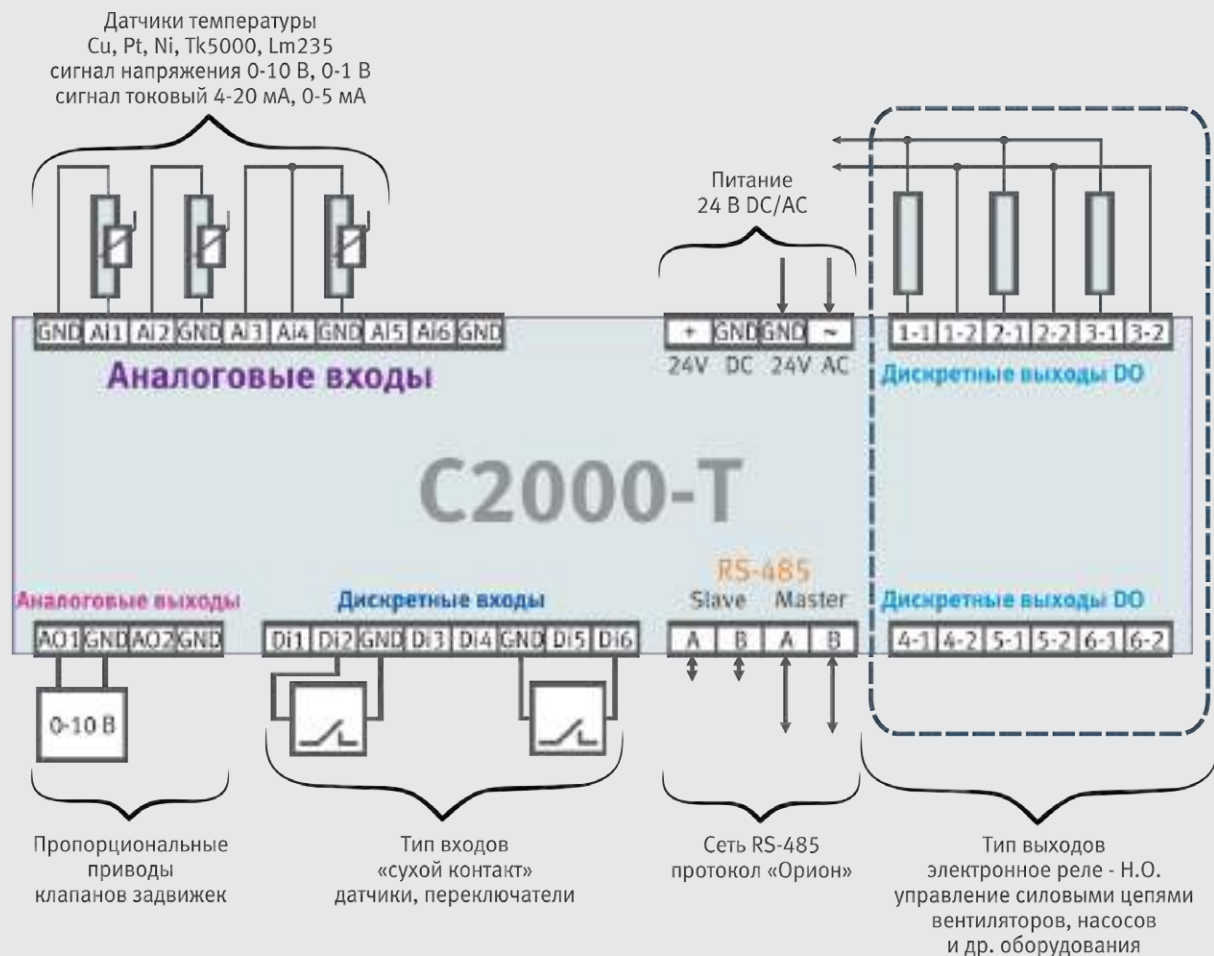 Датчики температуры
Cu, Pt, Ni, Tk5000, Lm235
сигнал напряжения 0-10 В, 0-1 В
сигнал токовый 4-20 мА, 0-5 мА
Питание
24 В DC/AC
GND Ai1 Ai2 GND Ai3 Ai4 GND Ai5 Ai6 GND
+ GND GND ~
1-1 1-2 2-1 2-2 3-1 3-2
24V DC 24V AC
Аналоговые входы
Дискретные выходы DO
С2000-Т
RS-485
Аналоговые выходы
Дискретные входы
Slave Master
Дискретные выходы DO
AO1 GND AO2 GND
Di1 Di2 GND Di3 Di4 GND Di5 Di6
A B A B
4-1 4-2 5-1 5-2 6-1 6-2
0-10 В
Пропорциональные
приводы
клапанов задвижек
Тип входов
«сухой контакт»
датчики, переключатели
Сеть RS-485
протокол «Орион»
Тип выходов
электронное реле - Н.О.
управление силовыми цепями
вентиляторов, насосов
и др. оборудования